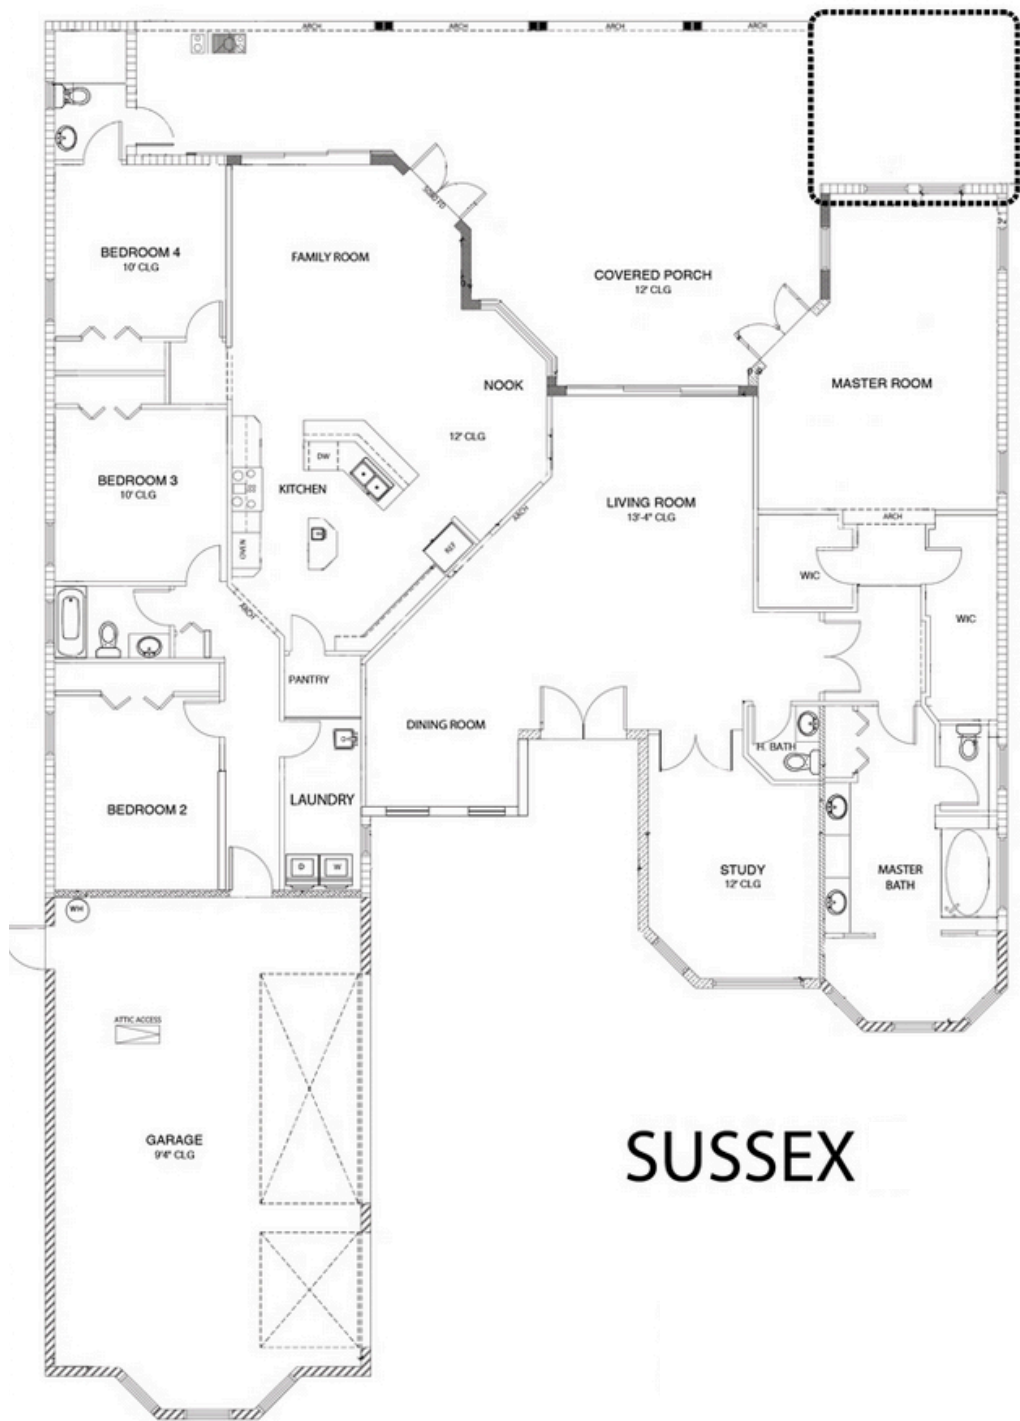 ARCH
ARCH
ARCH
ARCH
BEDROOM 4
10' CLG
FAMILY ROOM
COVERED PORCH
12' CLG
NOOK
MASTER ROOM
12' CLG
DW
BEDROOM 3
10' CLG
KITCHEN
LIVING ROOM
13'-4" CLG
ARCH
ARCH
OVEN
REF
WIC
ARCH
WIC
PANTRY
DINING ROOM
H. BATH
LAUNDRY
BEDROOM 2
D
W
STUDY
12' CLG
MASTER
BATH
WH
ATTIC ACCESS
GARAGE
9'4" CLG
SUSSEX